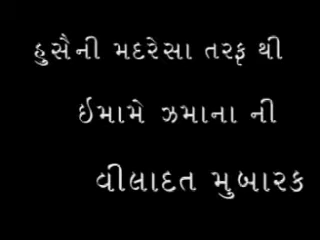 હુસૈની મદરેસા તરફ થી
ઈમામે ઝમાના ની
વીલાદત મુબારક